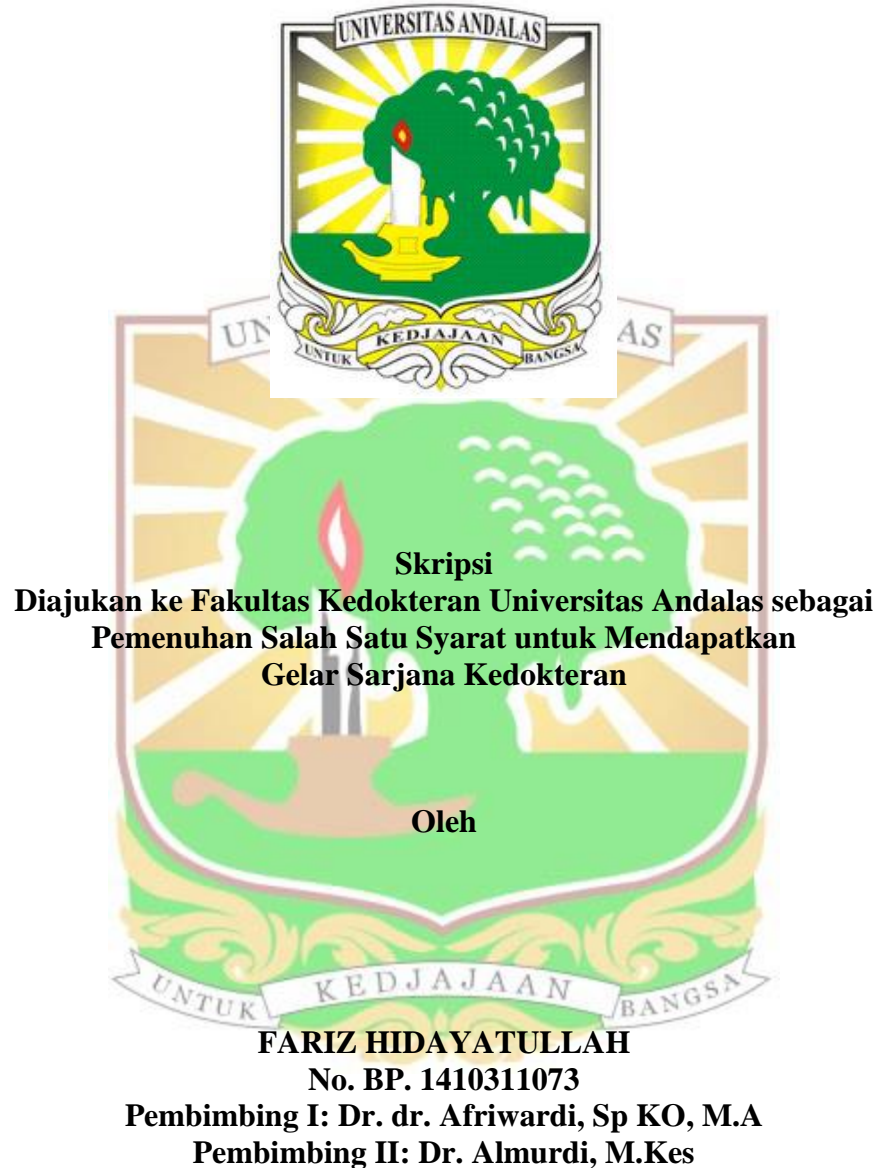 UNIVERSITAS ANDALAS
UNTUK KEDJAJAAN BANGSA
UN AS
Skripsi
Diajukan ke Fakultas Kedokteran Universitas Andalas sebagai
Pemenuhan Salah Satu Syarat untuk Mendapatkan
Gelar Sarjana Kedokteran
Oleh
UNTUK KEDJAJAAN BANGSA
FARIZ HIDAYATULLAH
No. BP. 1410311073
Pembimbing I: Dr. dr. Afriwardi, Sp KO, M.A
Pembimbing II: Dr. Almurdi, M.Kes